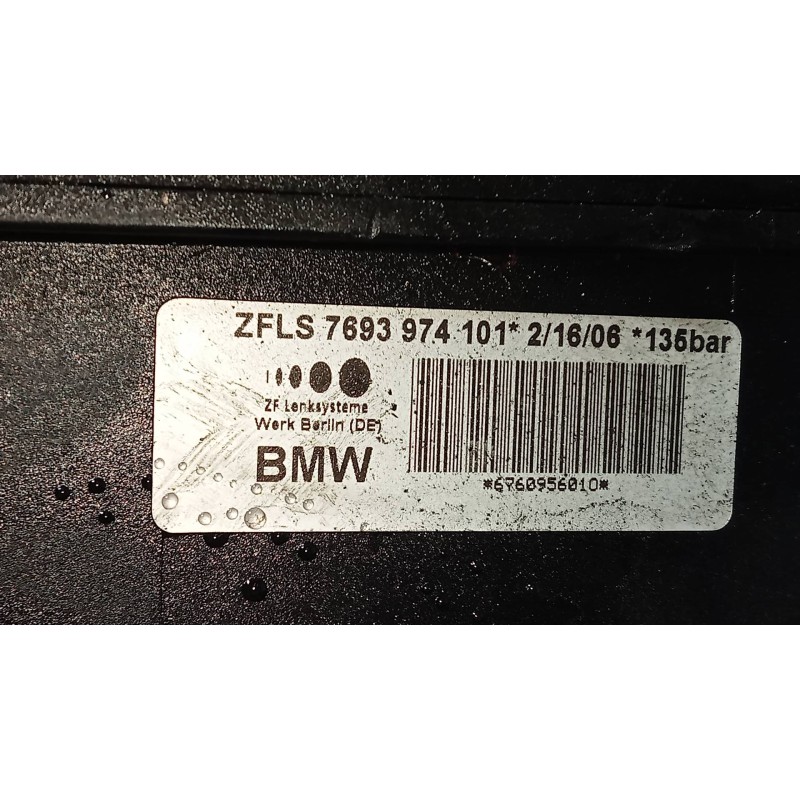 ZFLS 7693 974 101* 2/16/06 *135bar
ZF Lenksysteme
Werk Berlin (DE)
BMW
*6760956010*